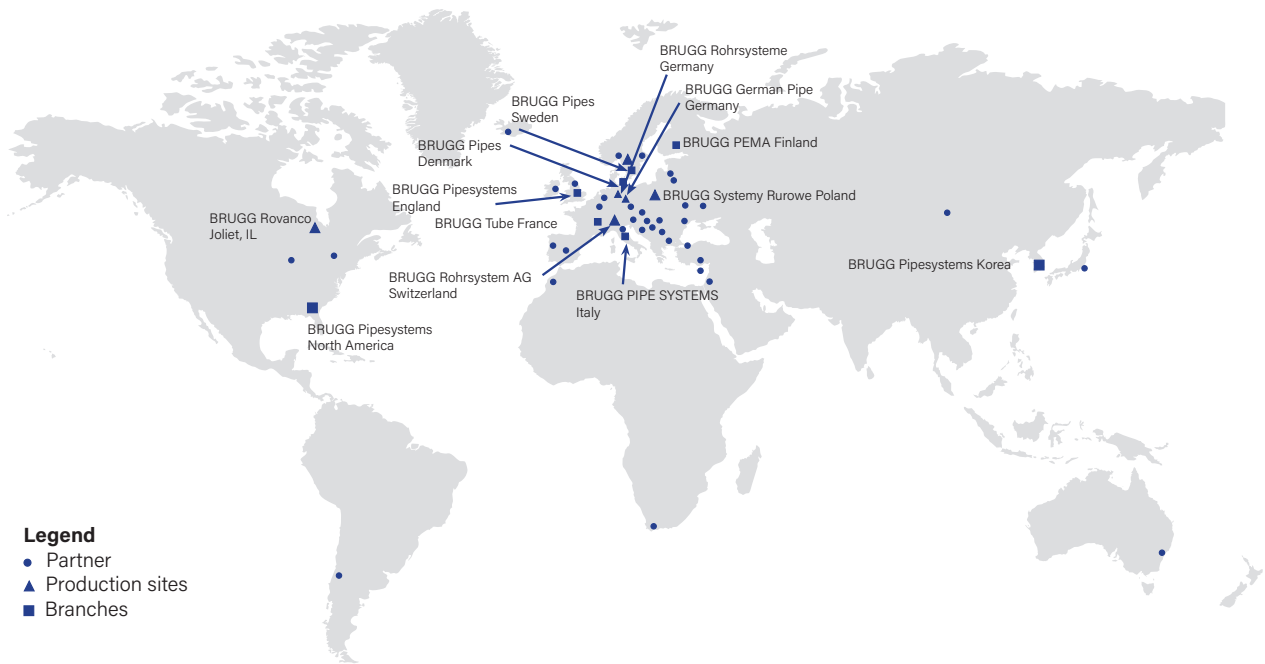 BRUGG Rohrsysteme
Germany
BRUGG German Pipe
Germany
BRUGG Pipes
Sweden
BRUGG Pipes
Denmark
BRUGG PEMA Finland
BRUGG Pipesystems
England
BRUGG Systemy Rurowe Poland
BRUGG Rovanco
Joliet, IL
BRUGG Tube France
BRUGG Pipesystems Korea
BRUGG Rohrsystem AG
Switzerland
BRUGG PIPE SYSTEMS
Italy
BRUGG Pipesystems
North America
Legend
Partner
Production sites
Branches